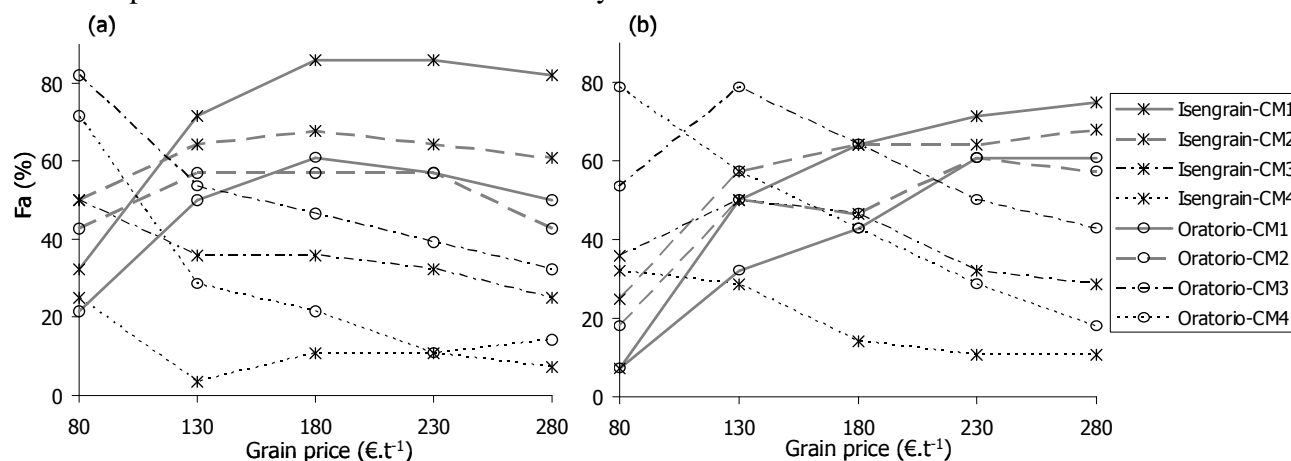 (a)
(b)
Fa (%)
80
60
40
20
0
80 130 180 230 280
Grain price (€.t⁻¹)
80
60
40
20
0
80 130 180 230 280
Grain price (€.t⁻¹)
Isengrain-CM1
Isengrain-CM2
Isengrain-CM3
Isengrain-CM4
Oratorio-CM1
Oratorio-CM2
Oratorio-CM3
Oratorio-CM4